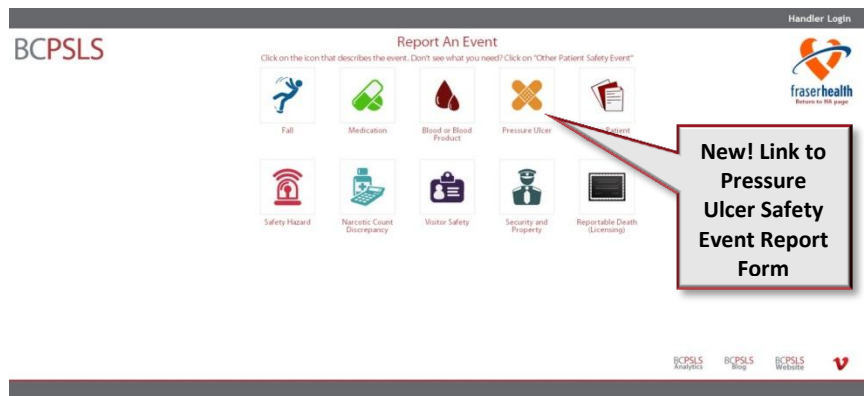 Handler Login
BCPSLS
Report An Event
Click on the icon that describes the event. Don't see what you need? Click on "Other Patient Safety Event"
fraserhealth
Return to HA page
Fall
Medication
Blood or Blood
Product
Pressure Ulcer
Patient
New! Link to
Pressure
Ulcer Safety
Event Report
Form
Safety Hazard
Narcotic Count
Discrepancy
Visitor Safety
Security and
Property
Reportable Death
(Licensing)
BCPSLS
Analytics
BCPSLS
Blog
BCPSLS
Website
v